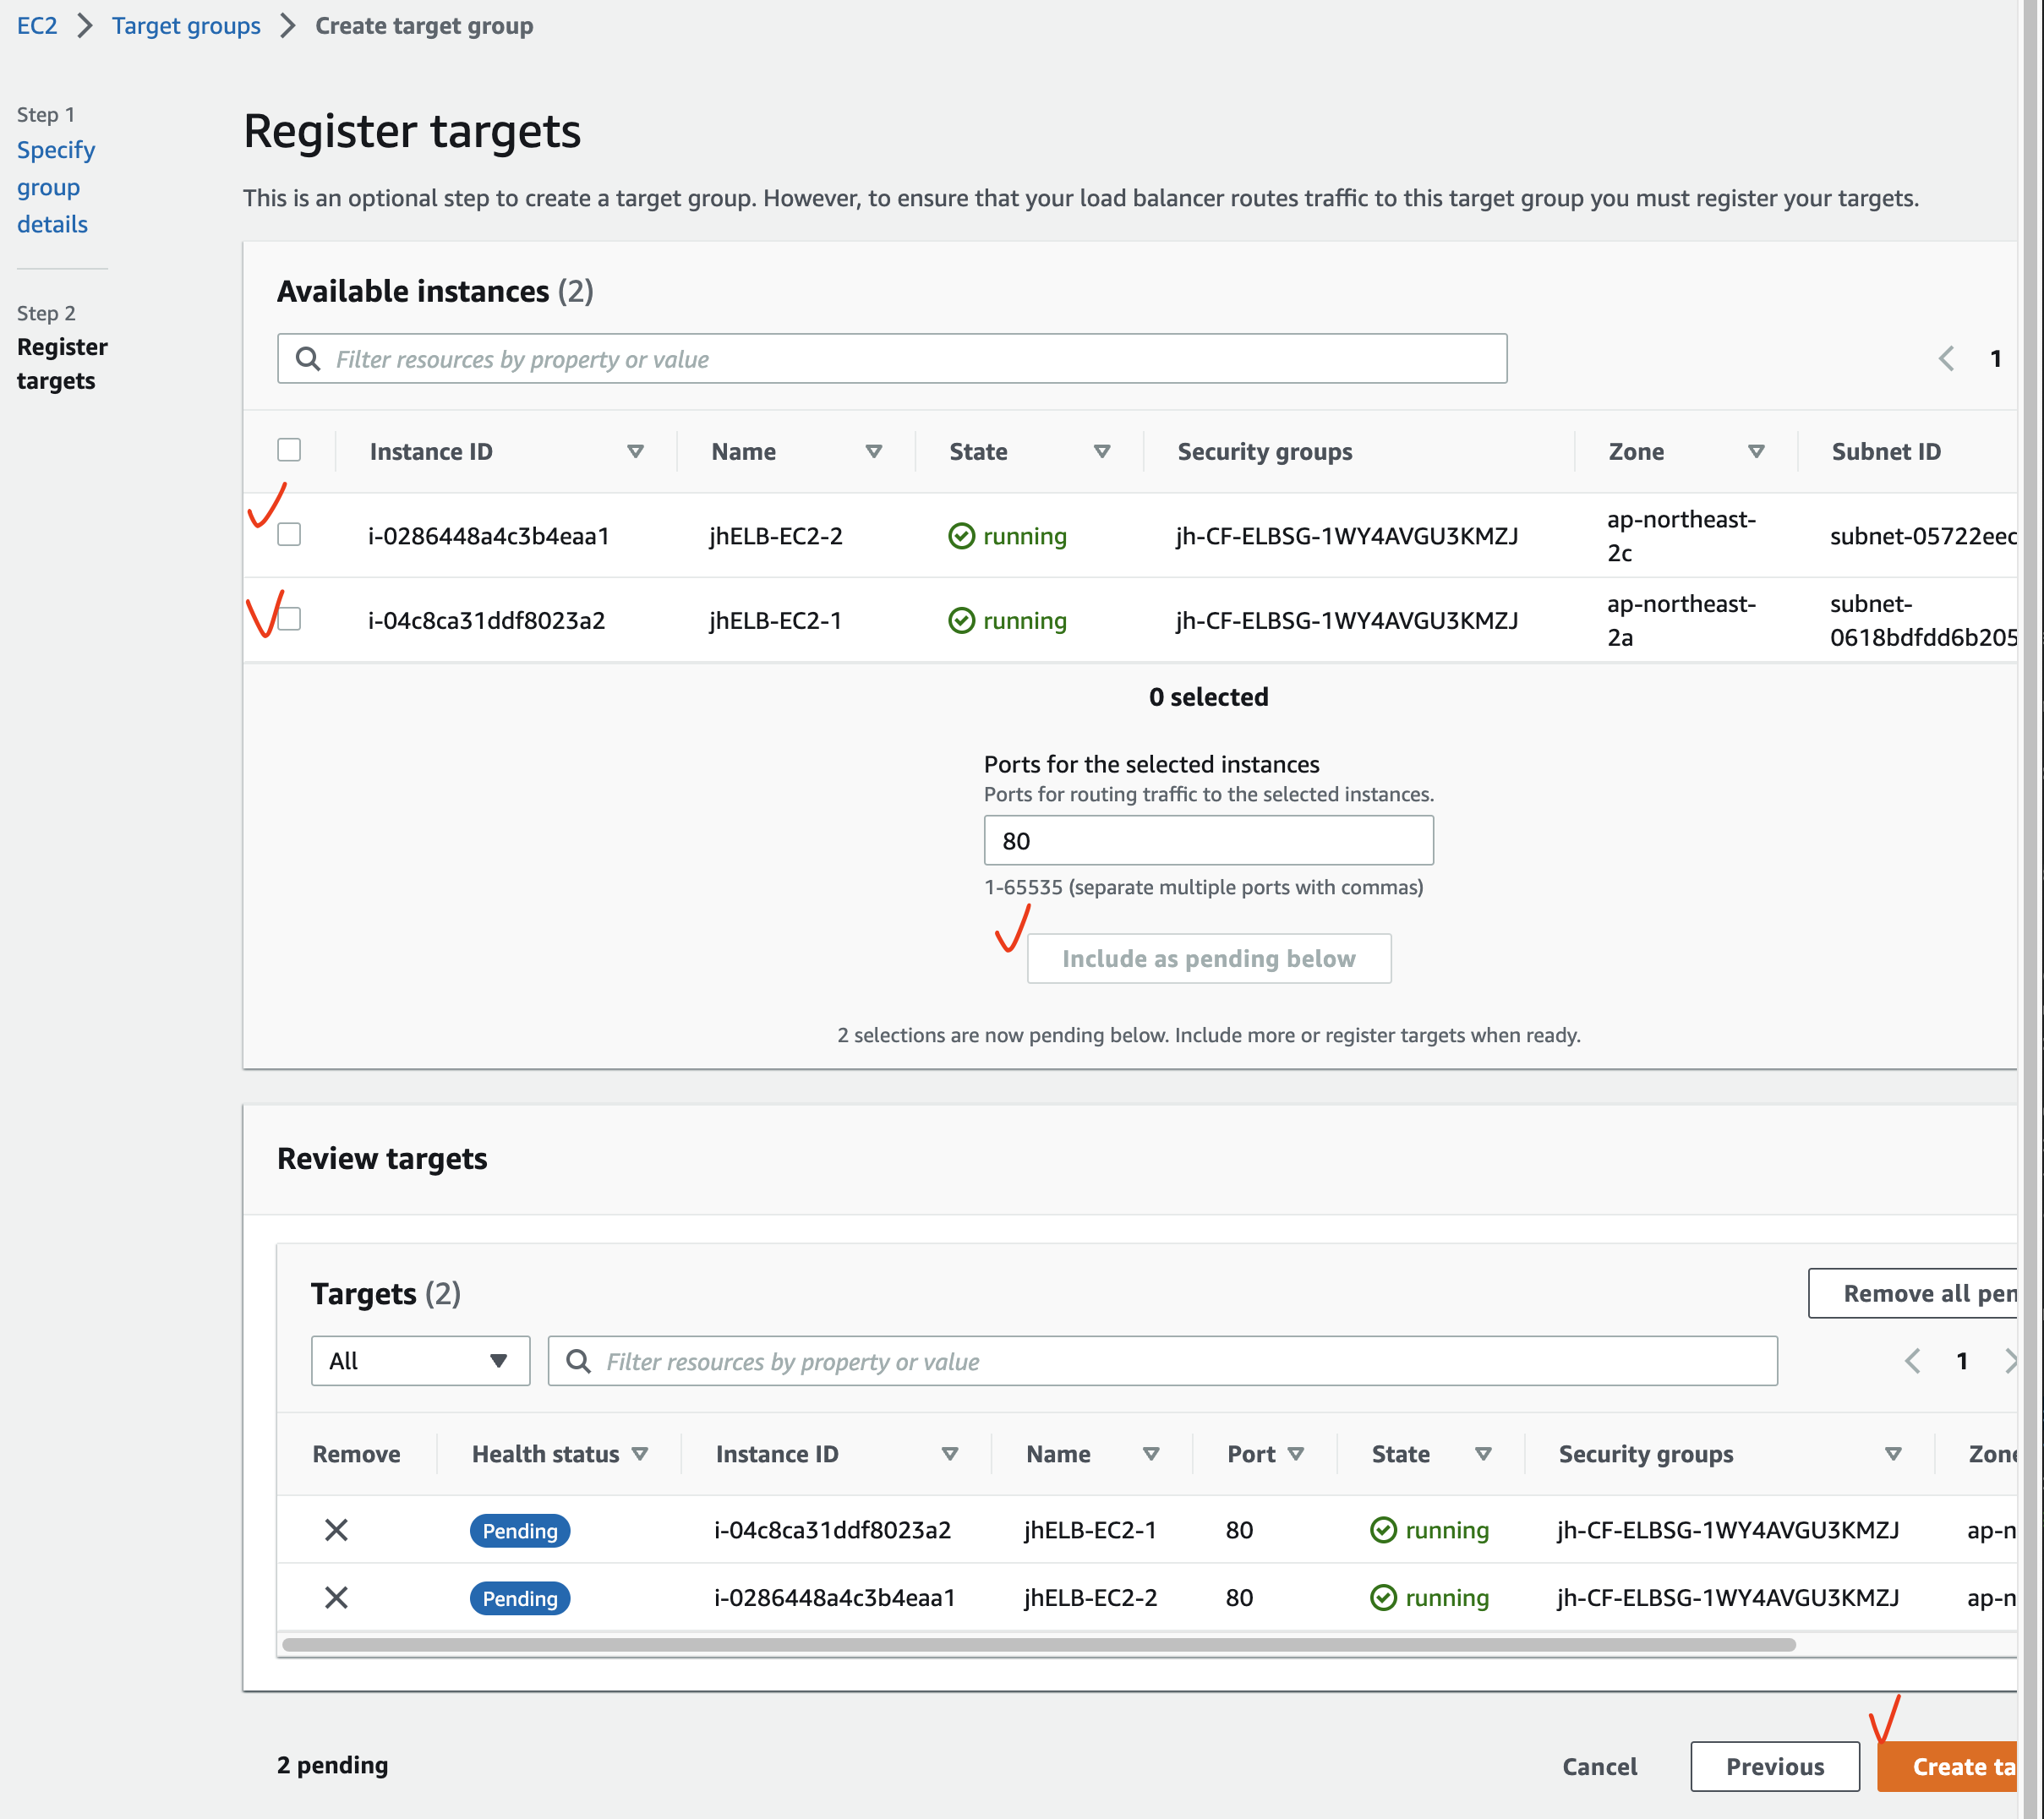 EC2 > Target groups > Create target group
Step 1
Specify
group
details
Step 2
Register
targets
Register targets
This is an optional step to create a target group. However, to ensure that your load balancer routes traffic to this target group you must register your targets.
Available instances (2)
Filter resources by property or value
1
Instance ID Name State Security groups Zone Subnet ID
i-0286448a4c3b4eaa1 jhELB-EC2-2 running jh-CF-ELBSG-1WY4AVGU3KMZJ ap-northeast-2c subnet-05722eec
i-04c8ca31ddf8023a2 jhELB-EC2-1 running jh-CF-ELBSG-1WY4AVGU3KMZJ ap-northeast-2a subnet-0618bdfdd6b205
0 selected
Ports for the selected instances
Ports for routing traffic to the selected instances.
80
1-65535 (separate multiple ports with commas)
Include as pending below
2 selections are now pending below. Include more or register targets when ready.
Review targets
Targets (2)
Remove all pen
All
Filter resources by property or value
1
Remove Health status Instance ID Name Port State Security groups Zone
Pending i-04c8ca31ddf8023a2 jhELB-EC2-1 80 running jh-CF-ELBSG-1WY4AVGU3KMZJ ap-n
Pending i-0286448a4c3b4eaa1 jhELB-EC2-2 80 running jh-CF-ELBSG-1WY4AVGU3KMZJ ap-n
2 pending
Cancel
Previous
Create ta